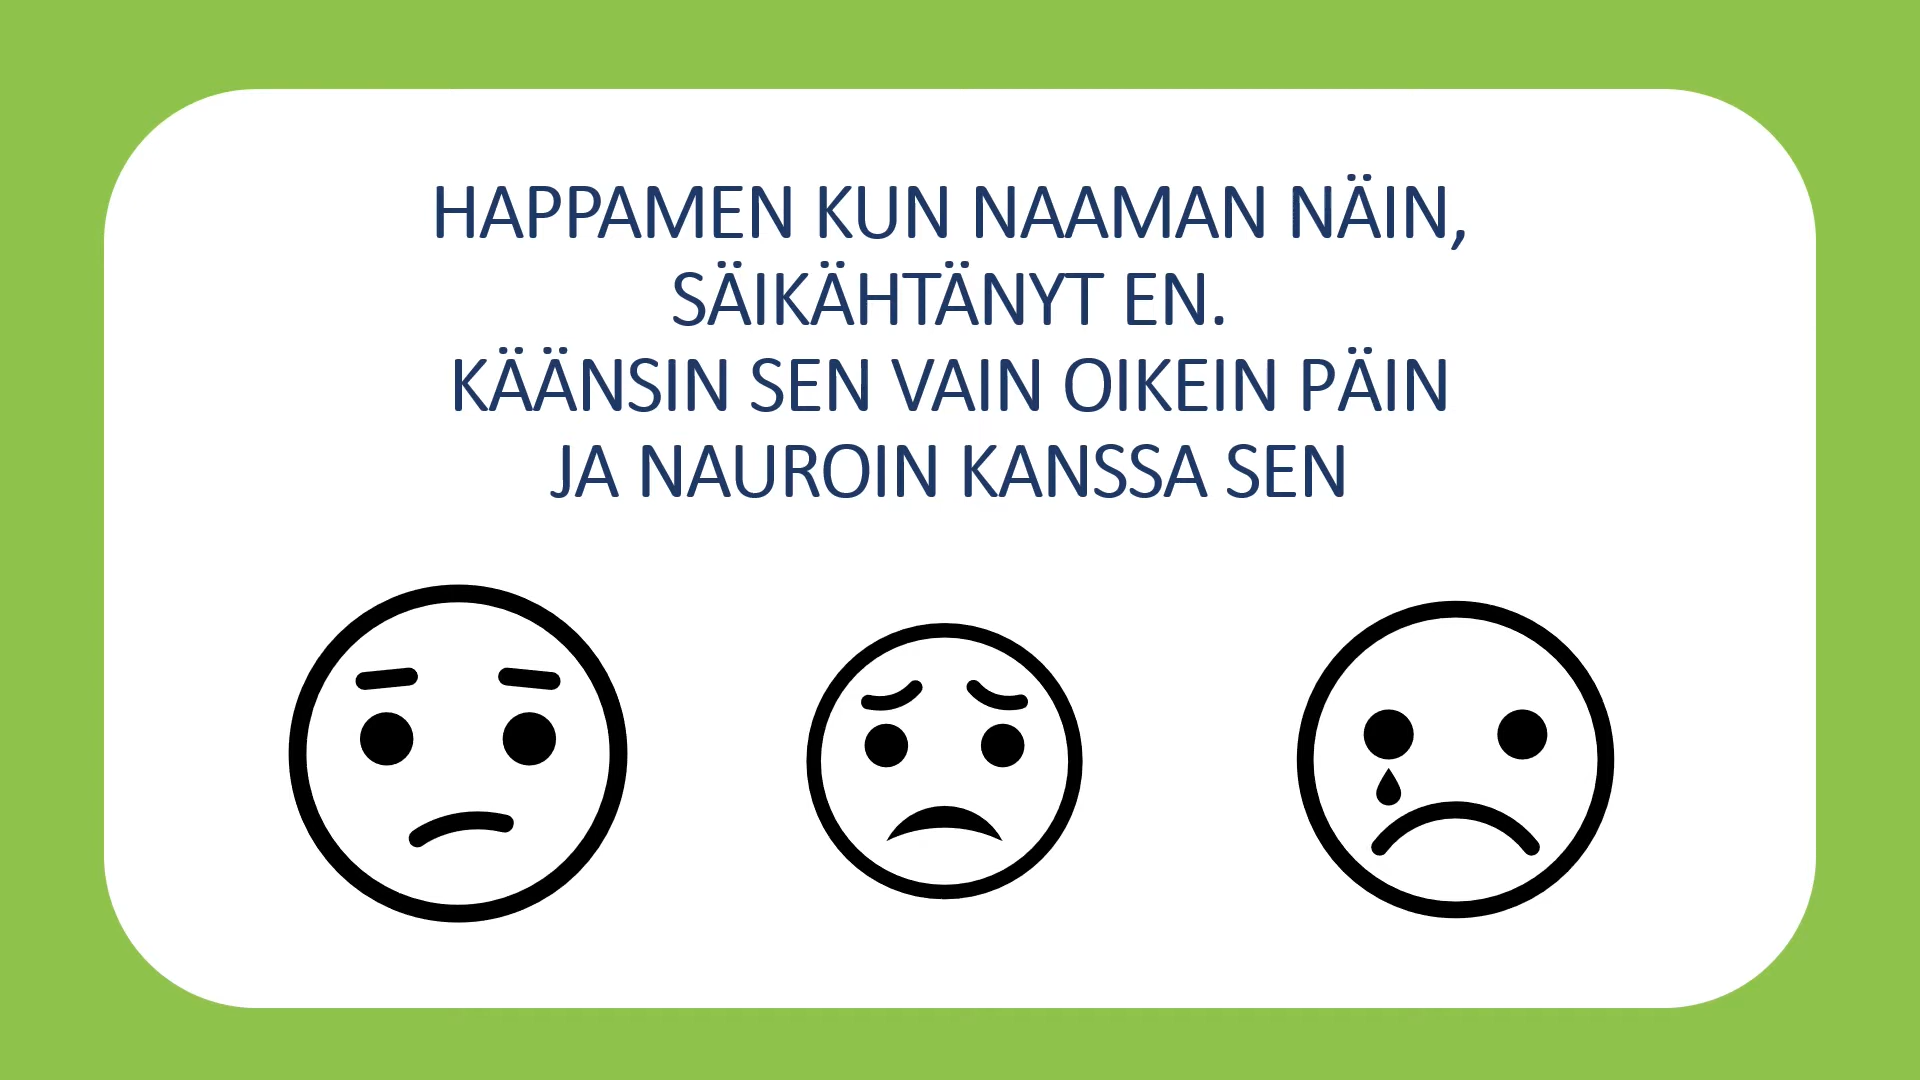 HAPPAMEN KUN NAAMAN NÄIN,
SÄIKÄHTÄNYT EN.
KÄÄNSIN SEN VAIN OIKEIN PÄIN
JA NAUROIN KANSSA SEN